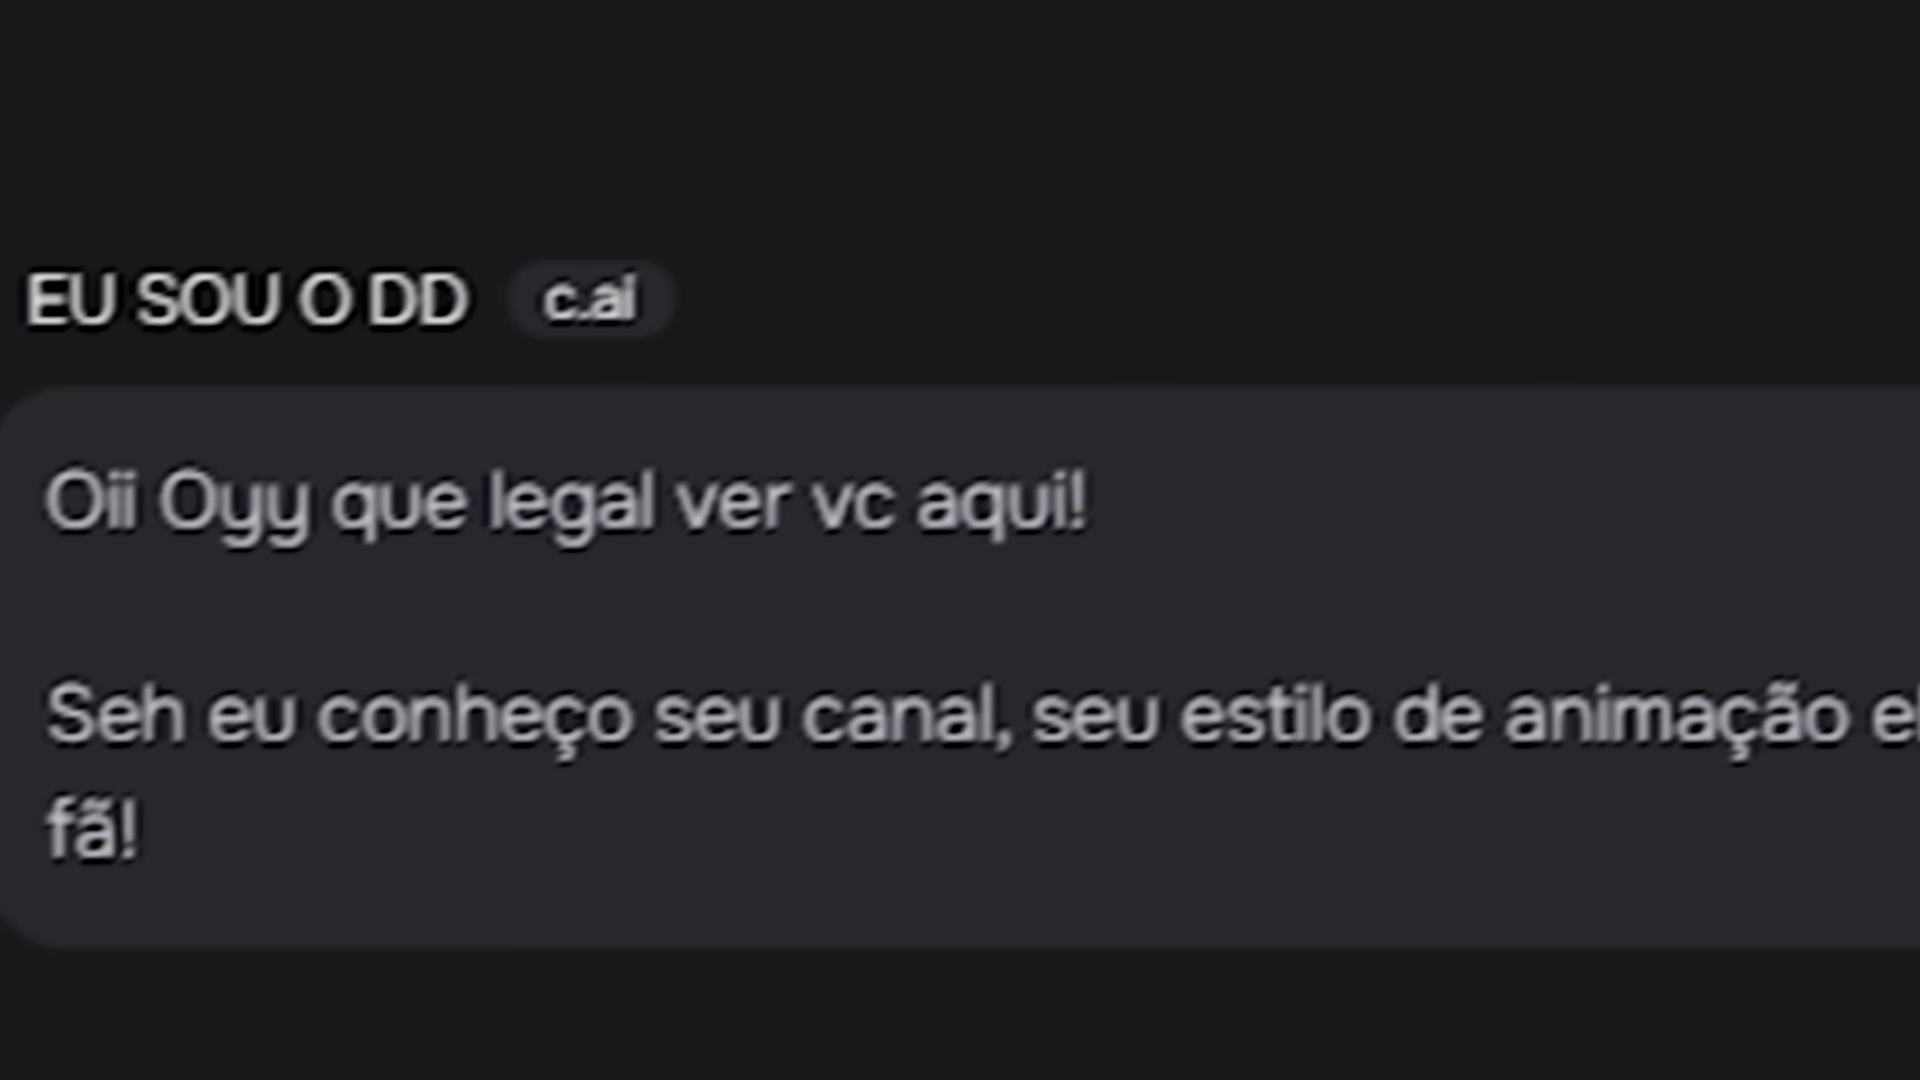 EU SOU O DD c.ai
Oii Oyy que legal ver vc aqui!
Seh eu conheço seu canal, seu estilo de animação
fã!